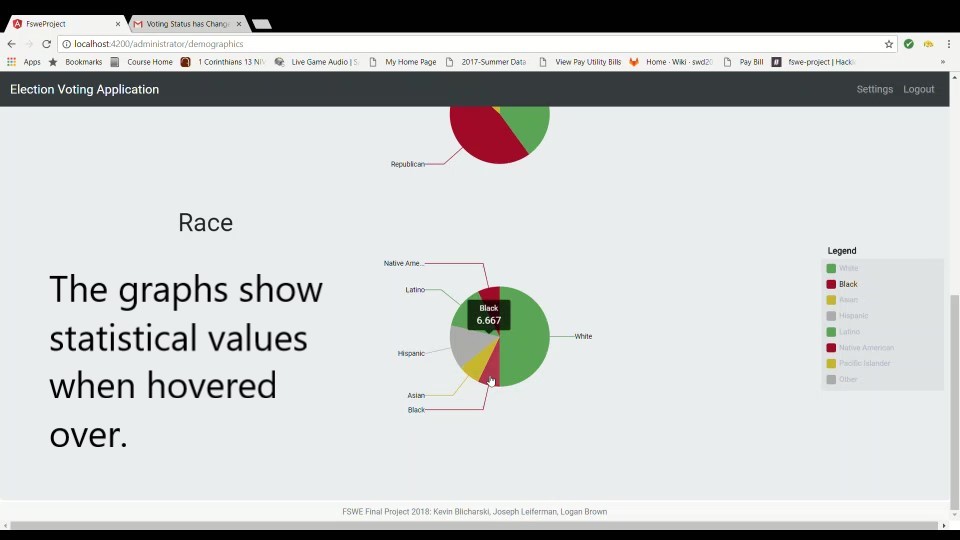 FsweProject
Voting Status has Chang
localhost:4200/administrator/demographics
Apps Bookmarks Course Home 1 Corinthians 13 NIV Live Game Audio | S My Home Page 2017-Summer Data View Pay Utility Bills Home · Wiki · swd20 Pay Bill fswe-project | Hack
Election Voting Application
Settings Logout
Republican
Race
The graphs show
statistical values
when hovered
over.
Native Ame...
Latino
Black
6.667
White
Hispanic
Asian
Black
Legend
White
Black
Asian
Hispanic
Latino
Native American
Pacific Islander
Other
FSWE Final Project 2018: Kevin Blicharski, Joseph Leiferman, Logan Brown